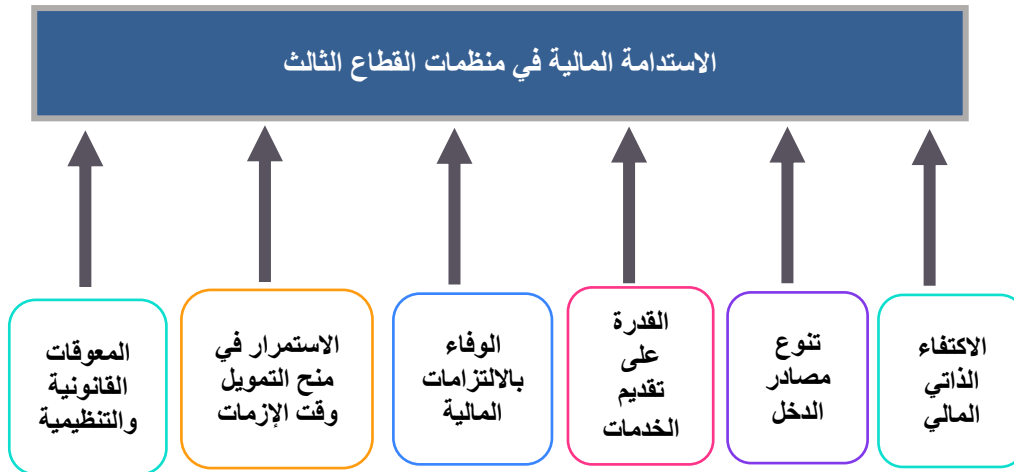 الاستدامة المالية في منظمات القطاع الثالث
الاكتفاء
الذاتي
المالي
تنوع
مصادر
الدخل
القدرة
على
تقديم
الخدمات
الوفاء
بالالتزامات
المالية
الاستمرار في
منح التمويل
وقت الإزمات
المعوقات
القانونية
والتنظيمية